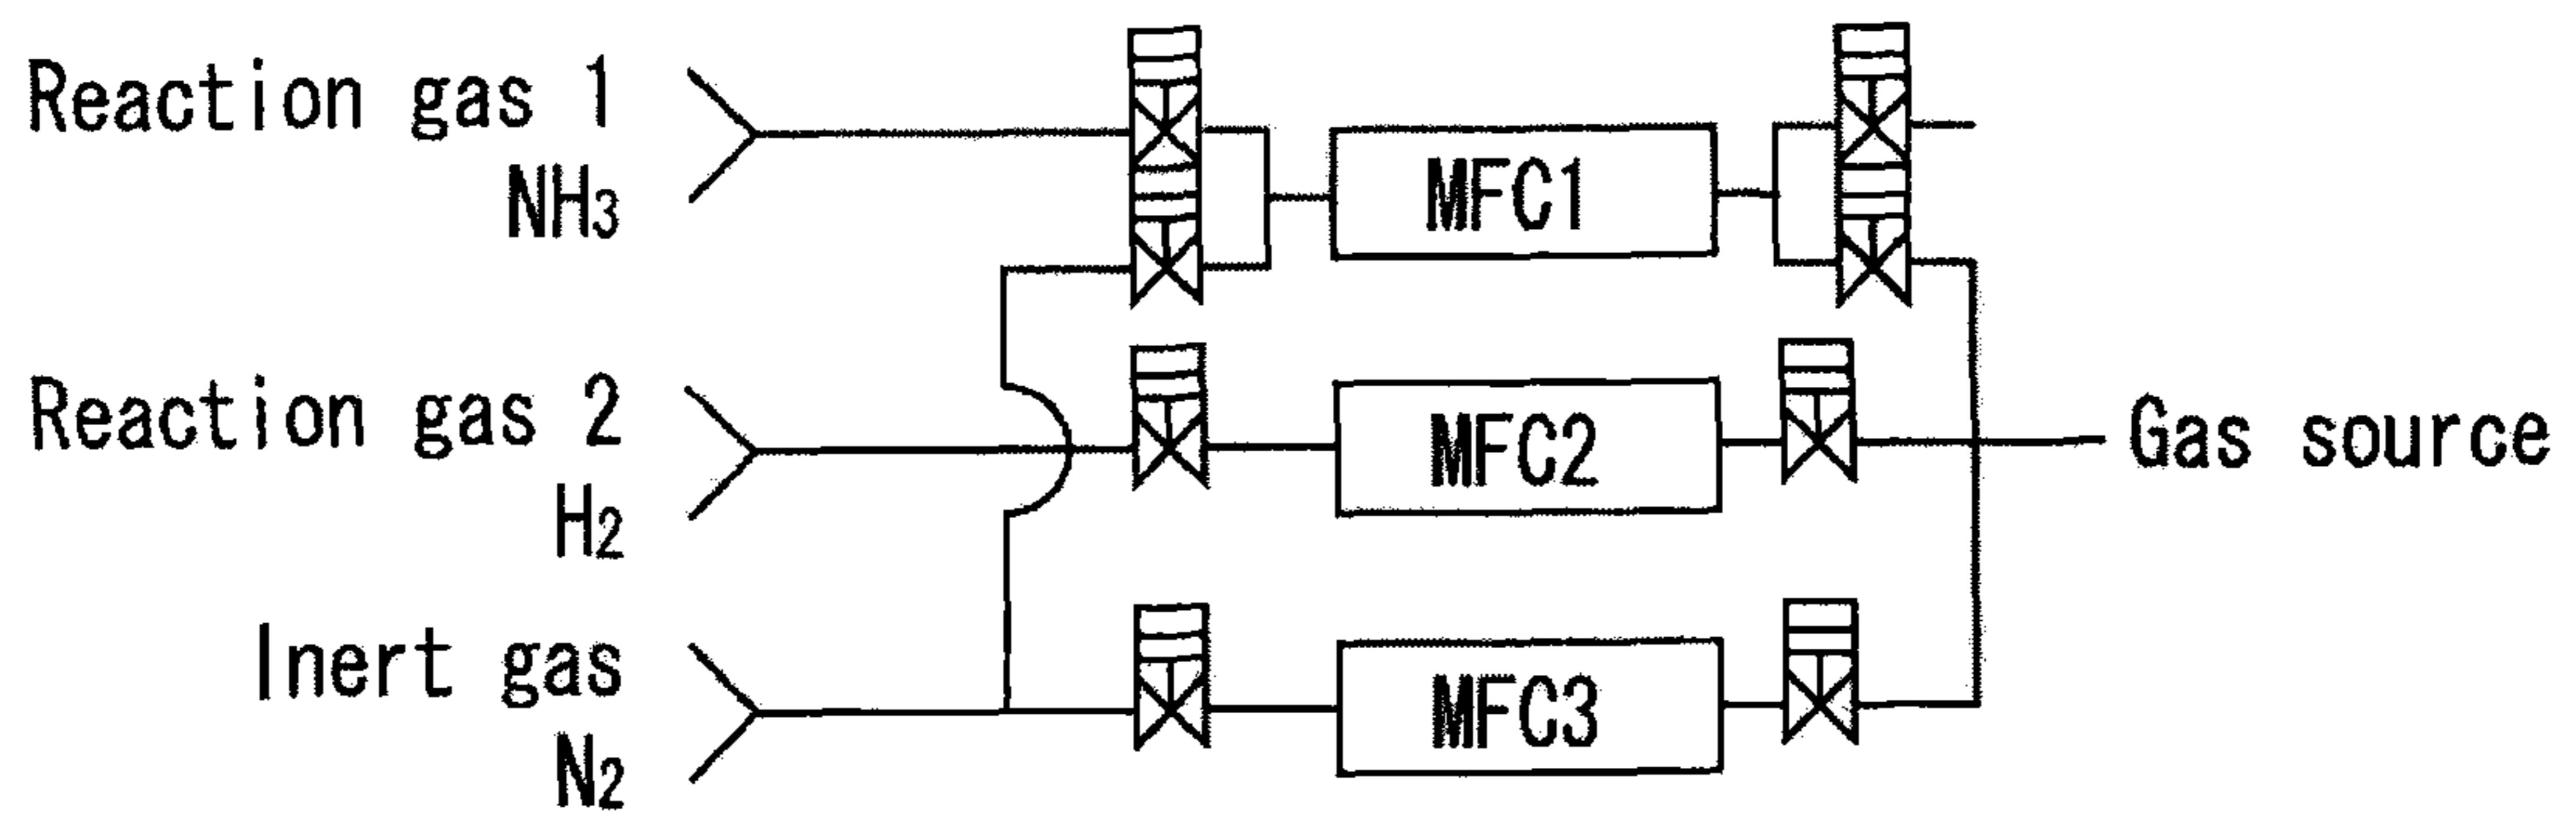 Reaction gas 1
NH3
MFC1
Reaction gas 2
H2
MFC2
Gas source
Inert gas
N2
MFC3